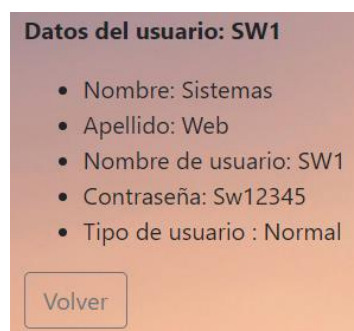 Datos del usuario: SW1
• Nombre: Sistemas
• Apellido: Web
• Nombre de usuario: SW1
• Contraseña: Sw12345
• Tipo de usuario : Normal
Volver